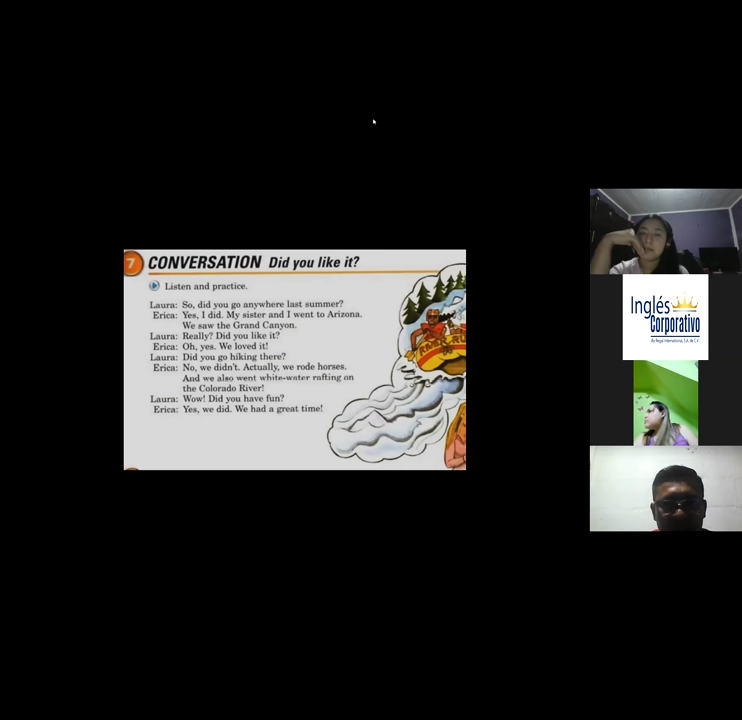 7 CONVERSATION Did you like it?
Listen and practice.
Laura: So, did you go anywhere last summer?
Erica: Yes, I did. My sister and I went to Arizona.
We saw the Grand Canyon.
Laura: Really? Did you like it?
Erica: Oh, yes. We loved it!
Laura: Did you go hiking there?
Erica: No, we didn't. Actually, we rode horses.
And we also went white-water rafting on
the Colorado River!
Laura: Wow! Did you have fun?
Erica: Yes, we did. We had a great time!
Inglés
Corporativo